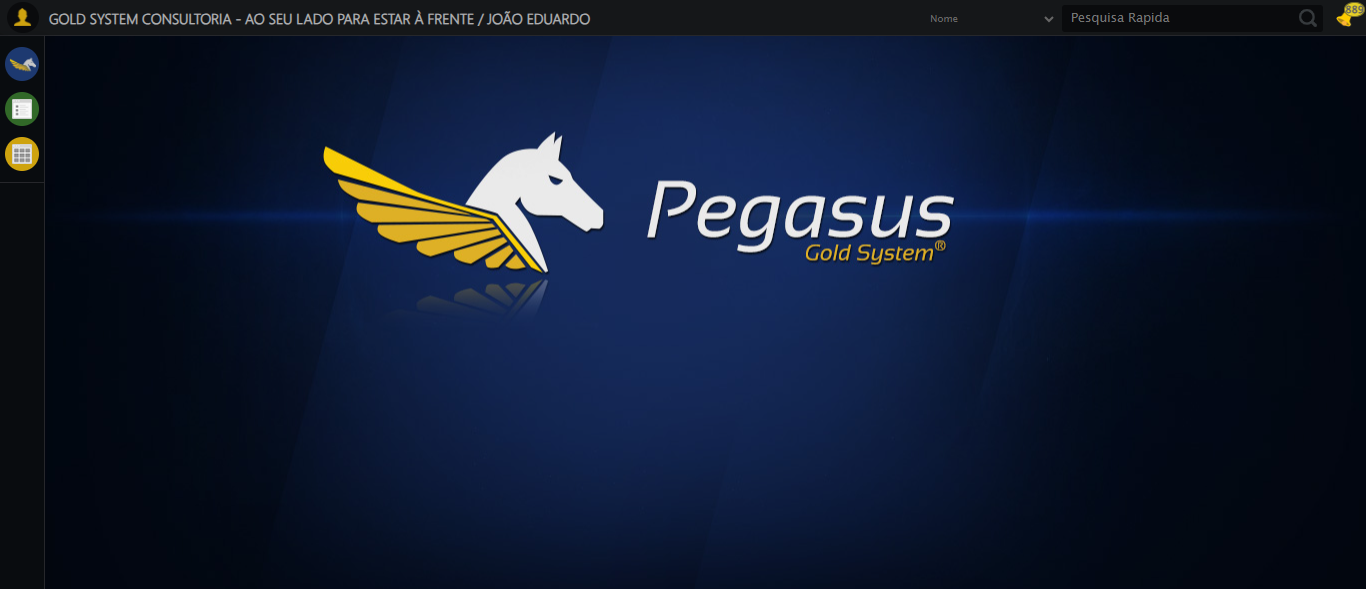 GOLD SYSTEM CONSULTORIA - AO SEU LADO PARA ESTAR À FRENTE / JOÃO EDUARDO
Nome
Pesquisa Rapida
889
Pegasus
Gold System®